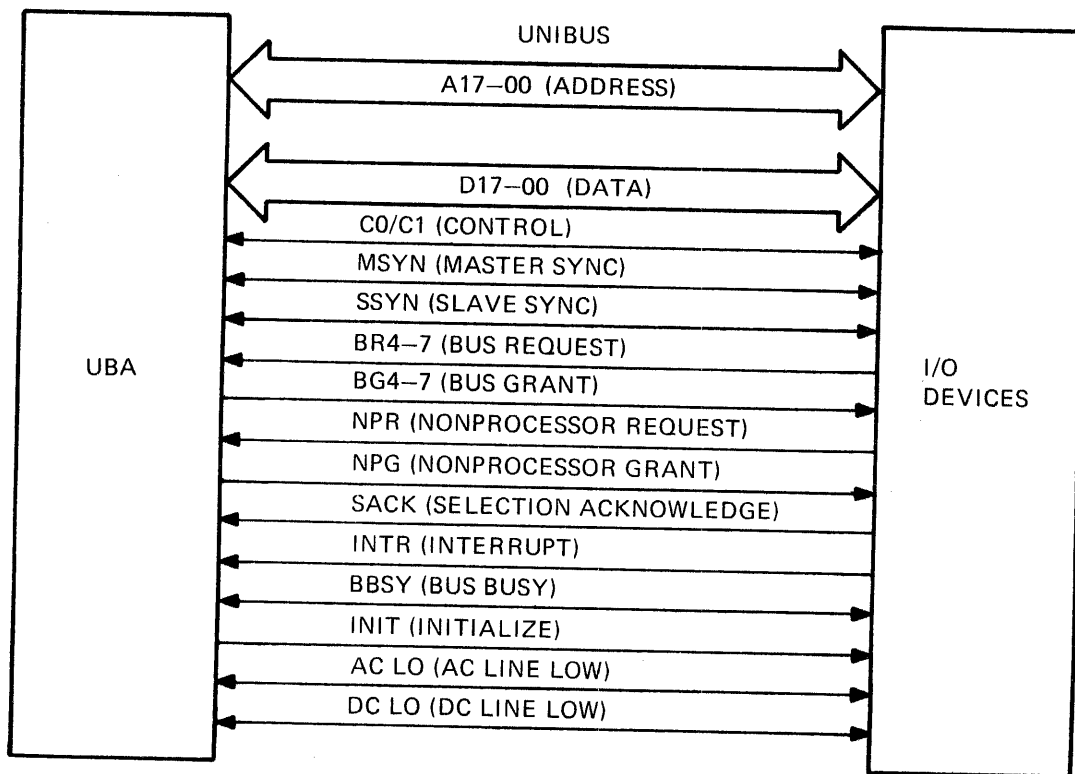 UNIBUS
A17–00 (ADDRESS)
D17–00 (DATA)
C0/C1 (CONTROL)
MSYN (MASTER SYNC)
SSYN (SLAVE SYNC)
BR4–7 (BUS REQUEST)
UBA
BG4–7 (BUS GRANT)
I/O
DEVICES
NPR (NONPROCESSOR REQUEST)
NPG (NONPROCESSOR GRANT)
SACK (SELECTION ACKNOWLEDGE)
INTR (INTERRUPT)
BBSY (BUS BUSY)
INIT (INITIALIZE)
AC LO (AC LINE LOW)
DC LO (DC LINE LOW)